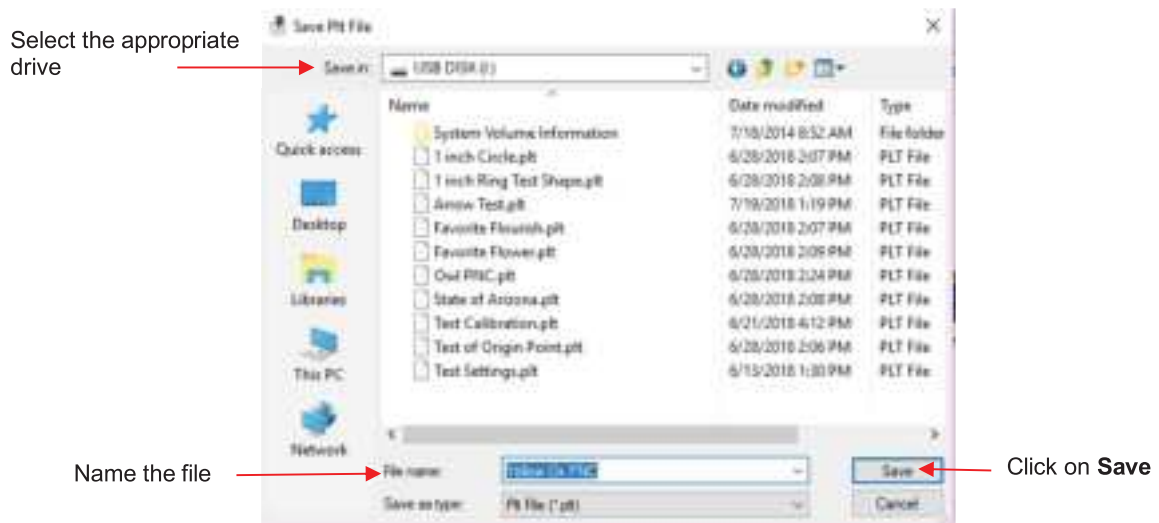 Save Plt File
Select the appropriate
drive
Save in: USB DISK (I:)
Name Date modified Type
System Volume Information 7/18/2014 8:52 AM File folder
1 inch Circle.plt 6/28/2018 2:07 PM PLT File
1 inch Ring Test Shape.plt 6/28/2018 2:08 PM PLT File
Arrow Test.plt 7/19/2018 1:19 PM PLT File
Favorite Flourish.plt 6/28/2018 2:07 PM PLT File
Favorite Flower.plt 6/28/2018 2:09 PM PLT File
Owl PNC.plt 6/28/2018 2:24 PM PLT File
State of Arizona.plt 6/28/2018 2:08 PM PLT File
Test Calibration.plt 6/21/2018 4:12 PM PLT File
Test of Origin Point.plt 6/28/2018 2:06 PM PLT File
Test Settings.plt 6/13/2018 1:30 PM PLT File
Quick access
Desktop
Libraries
This PC
Network
Name the file
File name: PNC
Save
Click on Save
Save as type: Plt File (*.plt)
Cancel